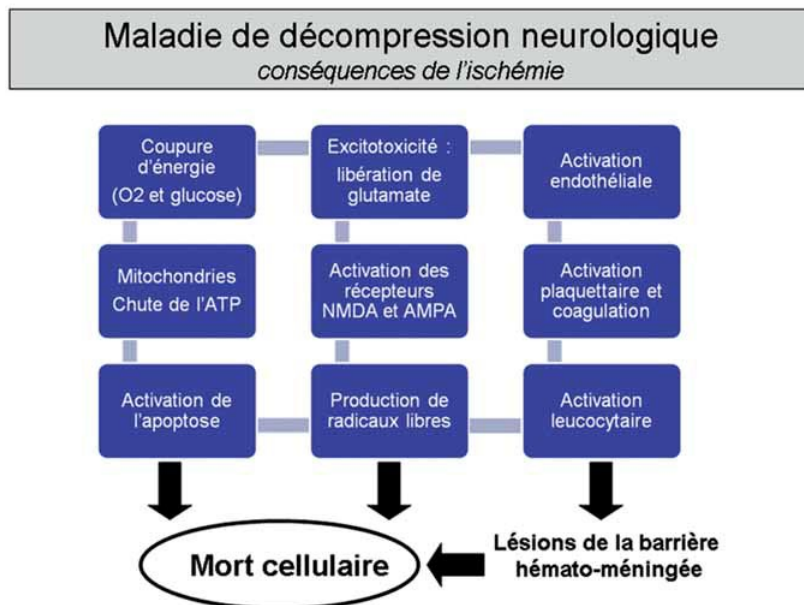 Maladie de décompression neurologique
conséquences de l'ischémie
Coupure
d'énergie
(O2 et glucose)
Excitotoxicité :
libération de
glutamate
Activation
endothéliale
Mitochondries
Chute de l'ATP
Activation des
récepteurs
NMDA et AMPA
Activation
plaquettaire et
coagulation
Activation de
l'apoptose
Production de
radicaux libres
Activation
leucocytaire
Mort cellulaire
Lésions de la barrière
hémato-méningée